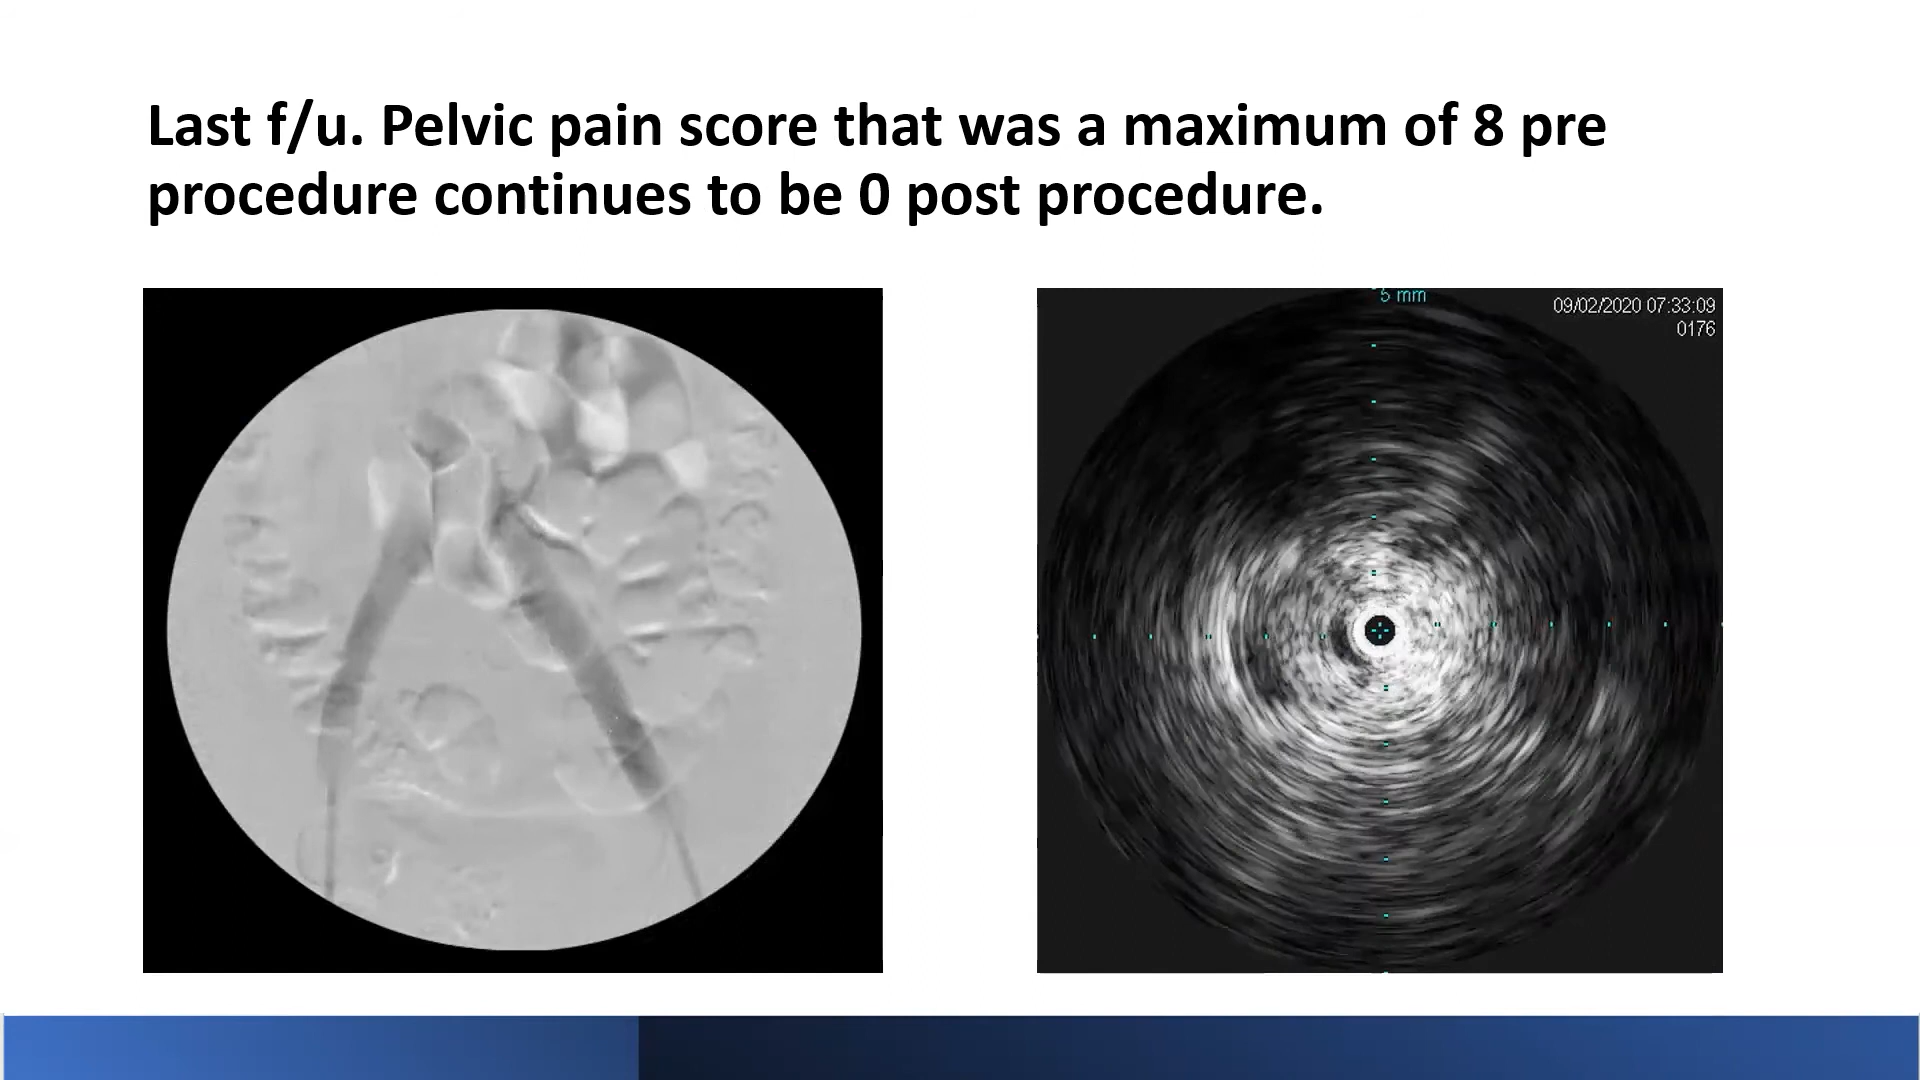 Last f/u. Pelvic pain score that was a maximum of 8 pre
procedure continues to be 0 post procedure.
5 mm
09/02/2020 07:33:09
0176